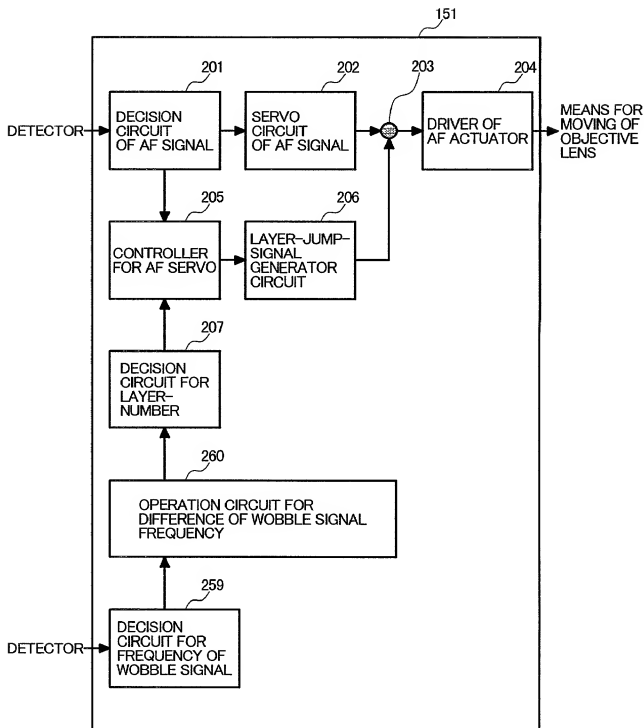 151
201
202
203
204
DETECTOR
DECISION
CIRCUIT
OF AF SIGNAL
SERVO
CIRCUIT
OF AF SIGNAL
DRIVER OF
AF ACTUATOR
MEANS FOR
MOVING OF
OBJECTIVE
LENS
205
206
CONTROLLER
FOR AF SERVO
LAYER-JUMP-
SIGNAL
GENERATOR
CIRCUIT
207
DECISION
CIRCUIT FOR
LAYER-
NUMBER
260
OPERATION CIRCUIT FOR
DIFFERENCE OF WOBBLE SIGNAL
FREQUENCY
259
DETECTOR
DECISION
CIRCUIT FOR
FREQUENCY OF
WOBBLE SIGNAL